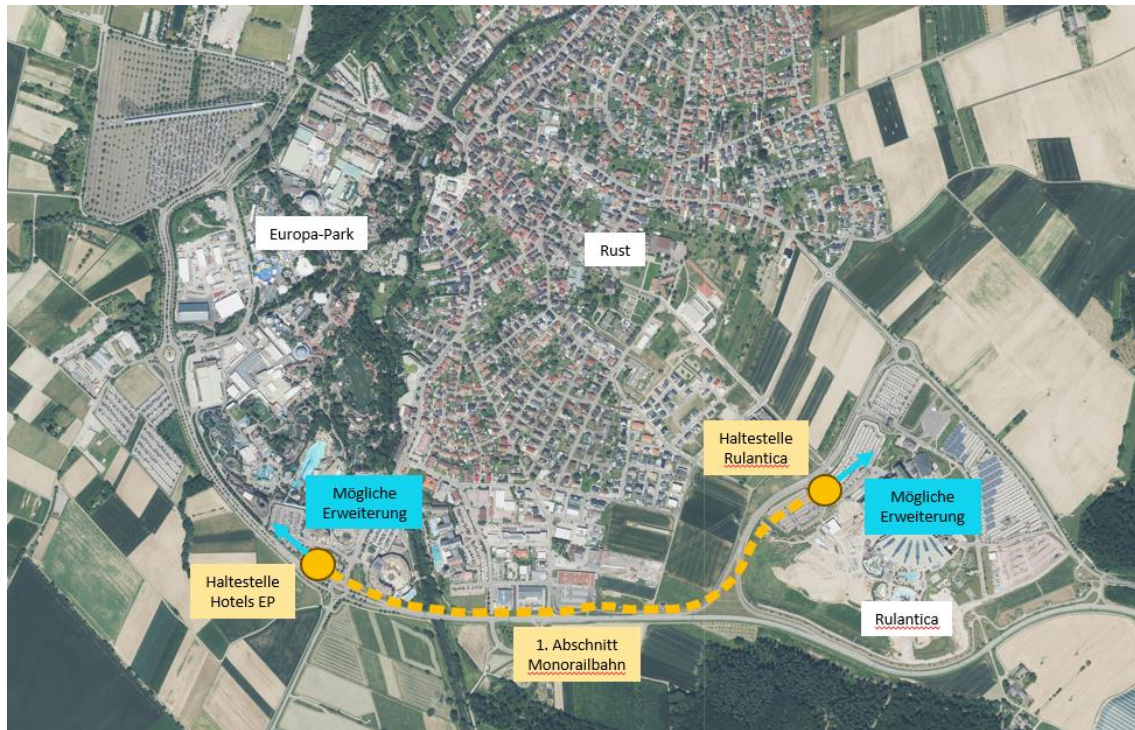 Europa-Park
Rust
Haltestelle
Rulantica
Mögliche
Erweiterung
Mögliche
Erweiterung
Haltestelle
Hotels EP
Rulantica
1. Abschnitt
Monorailbahn